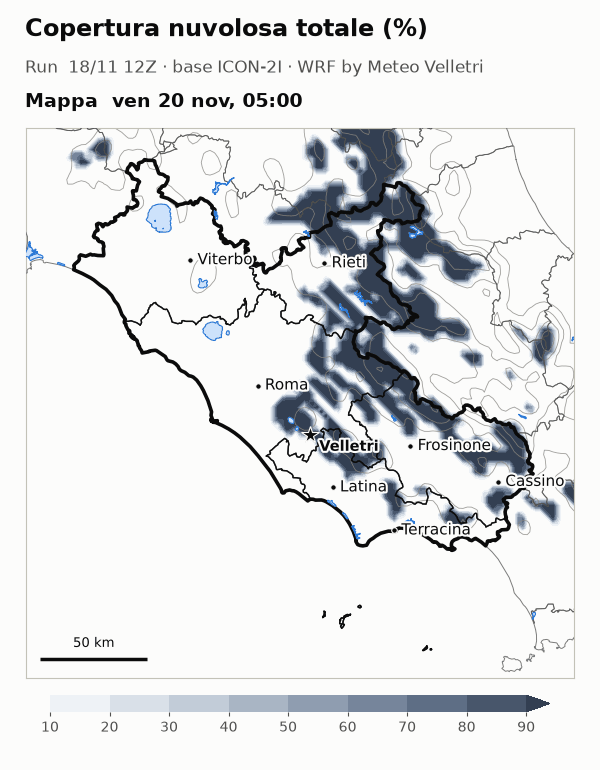 Copertura nuvolosa totale (%)
Run 18/11 12Z · base ICON-2I · WRF by Meteo Velletri
Mappa ven 20 nov, 05:00
Viterbo
Rieti
Roma
Velletri
Frosinone
Latina
Cassino
Terracina
50 km
10 20 30 40 50 60 70 80 90